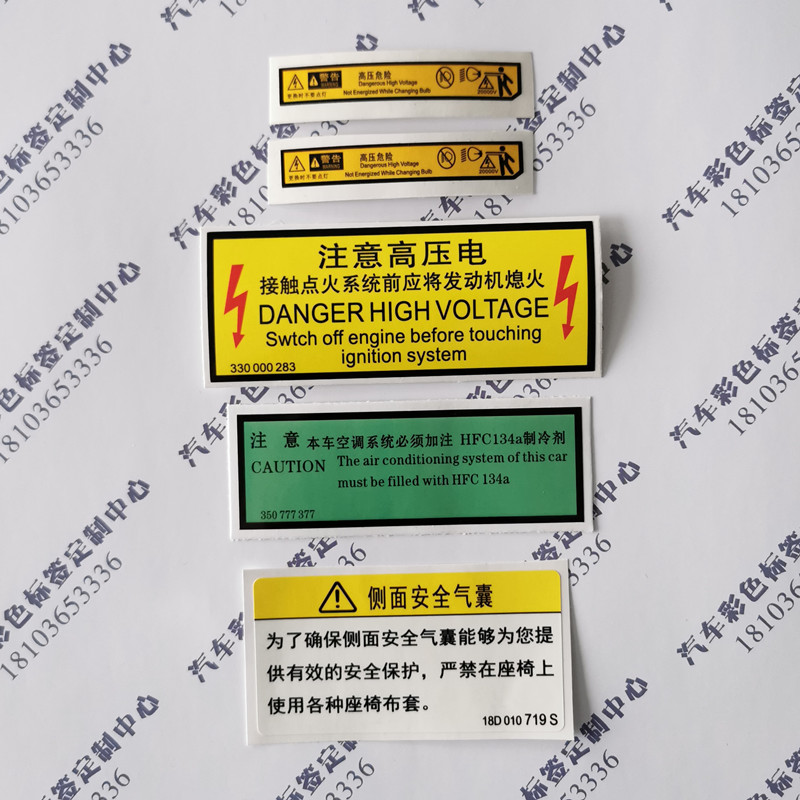 警告
WARNING
高压危险
Dangerous High Voltage
更换时不要点灯
Not Energized While Changing Bulb
20000V
警告
WARNING
高压危险
Dangerous High Voltage
更换时不要点灯
Not Energized While Changing Bulb
20000V
注意高压电
接触点火系统前应将发动机熄火
DANGER HIGH VOLTAGE
Swtch off engine before touching
ignition system
330 000 283
注 意 本车空调系统必须加注 HFC134a制冷剂
CAUTION The air conditioning system of this car
must be filled with HFC 134a
350 777 377
侧面安全气囊
为了确保侧面安全气囊能够为您提
供有效的安全保护，严禁在座椅上
使用各种座椅布套。
18D 010 719 S
汽车彩色标签定制中心
18103653336